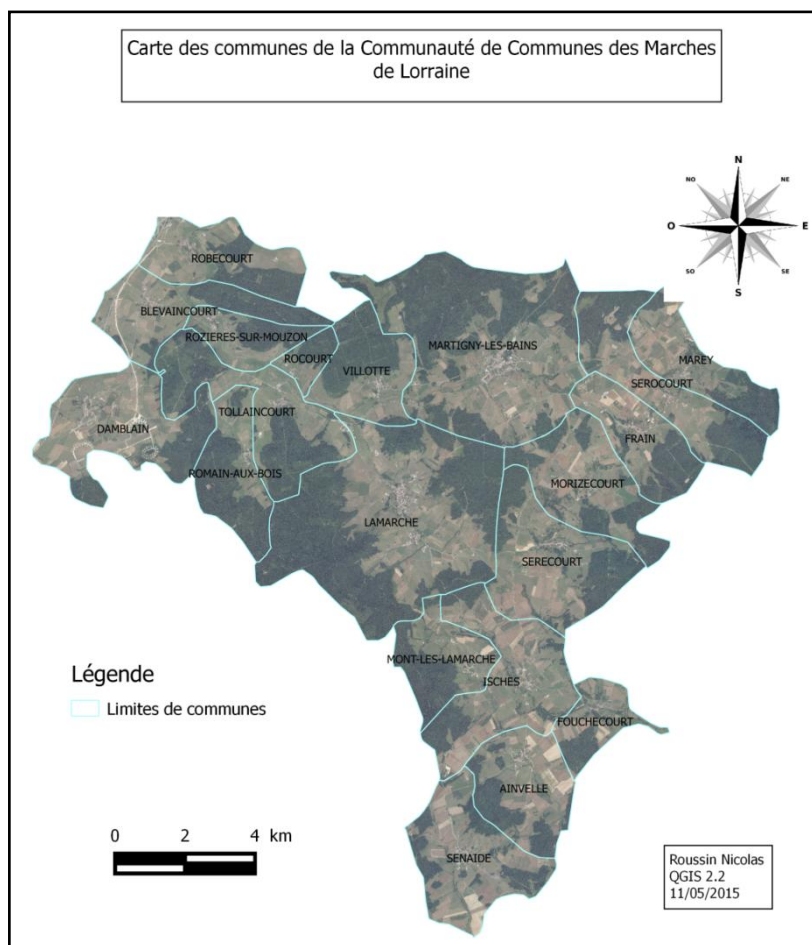 Carte des communes de la Communauté de Communes des Marches
de Lorraine
N
NO
NE
O
E
SO
SE
S
ROBECOURT
BLEVAINCOURT
ROZIERES-SUR-MOUZON
ROCOURT
VILLOTTE
MARTIGNY-LES-BAINS
MAREY
SEROCOURT
TOLLAINCOURT
DAMBLAIN
FRAIN
ROMAIN-AUX-BOIS
MORIZECOURT
LAMARCHE
SERECOURT
MONT-LES-LAMARCHE
ISCHES
FOUCHECOURT
AINVELLE
SENAIDE
Légende
Limites de communes
0 2 4 km
Roussin Nicolas
QGIS 2.2
11/05/2015